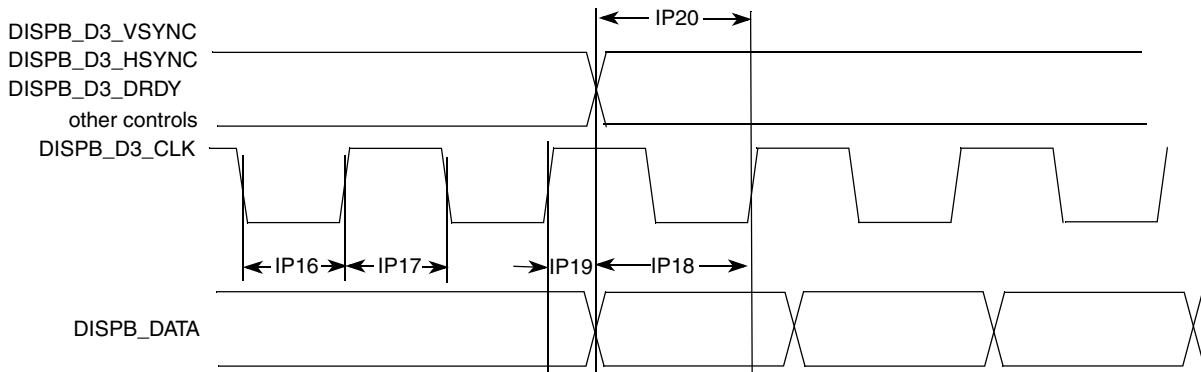 IP20
DISPB_D3_VSYNC
DISPB_D3_HSYNC
DISPB_D3_DRDY
other controls
DISPB_D3_CLK
IP16 IP17 IP19 IP18
DISPB_DATA